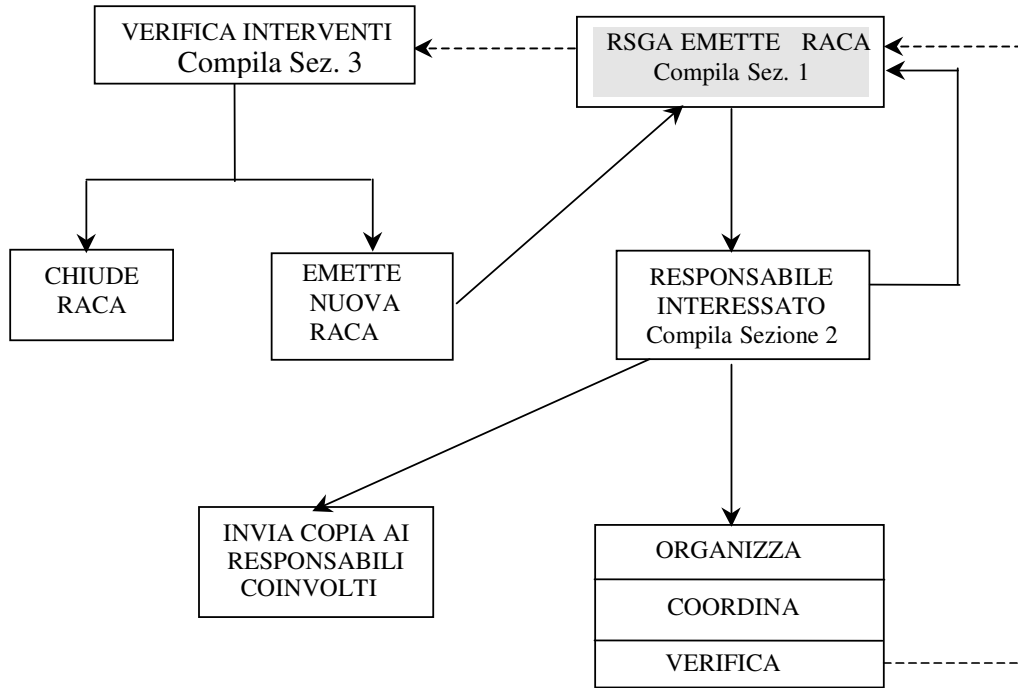 VERIFICA INTERVENTI
Compila Sez. 3
RSGA EMETTE RACA
Compila Sez. 1
CHIUDE
RACA
EMETTE
NUOVA
RACA
RESPONSABILE
INTERESSATO
Compila Sezione 2
INVIA COPIA AI
RESPONSABILI
COINVOLTI
ORGANIZZA
COORDINA
VERIFICA